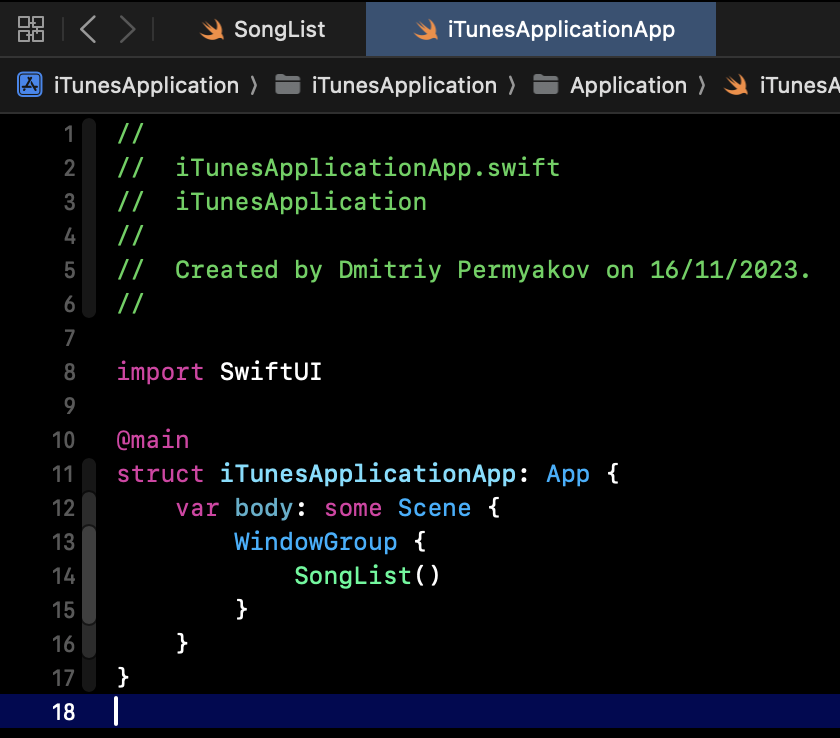 SongList iTunesApplicationApp
iTunesApplication 〉 iTunesApplication 〉 Application 〉 iTunesA
1 //
2 //  iTunesApplicationApp.swift
3 //  iTunesApplication
4 //
5 //  Created by Dmitriy Permyakov on 16/11/2023.
6 //
7
8 import SwiftUI
9
10 @main
11 struct iTunesApplicationApp: App {
12     var body: some Scene {
13         WindowGroup {
14             SongList()
15         }
16     }
17 }
18